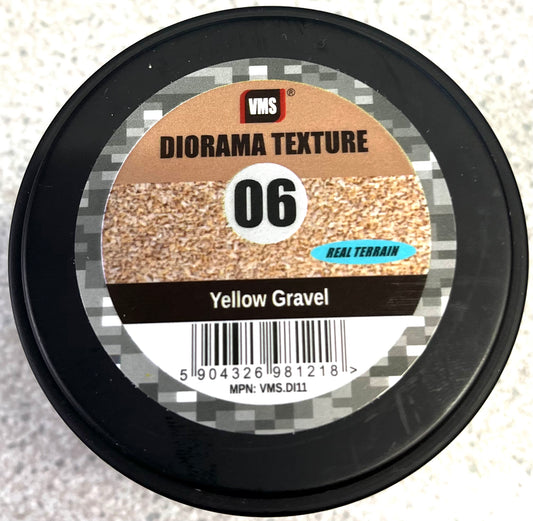 VMS®
DIORAMA TEXTURE
06
REAL TERRAIN
Yellow Gravel
5 904326 981218 >
MPN: VMS.DI11